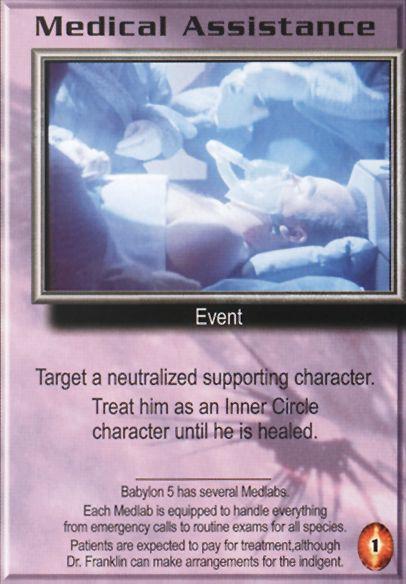 Medical Assistance
Event
Target a neutralized supporting character.
Treat him as an Inner Circle
character until he is healed.
Babylon 5 has several Medlabs.
Each Medlab is equipped to handle everything
from emergency calls to routine exams for all species.
Patients are expected to pay for treatment,although
Dr. Franklin can make arrangements for the indigent.
1